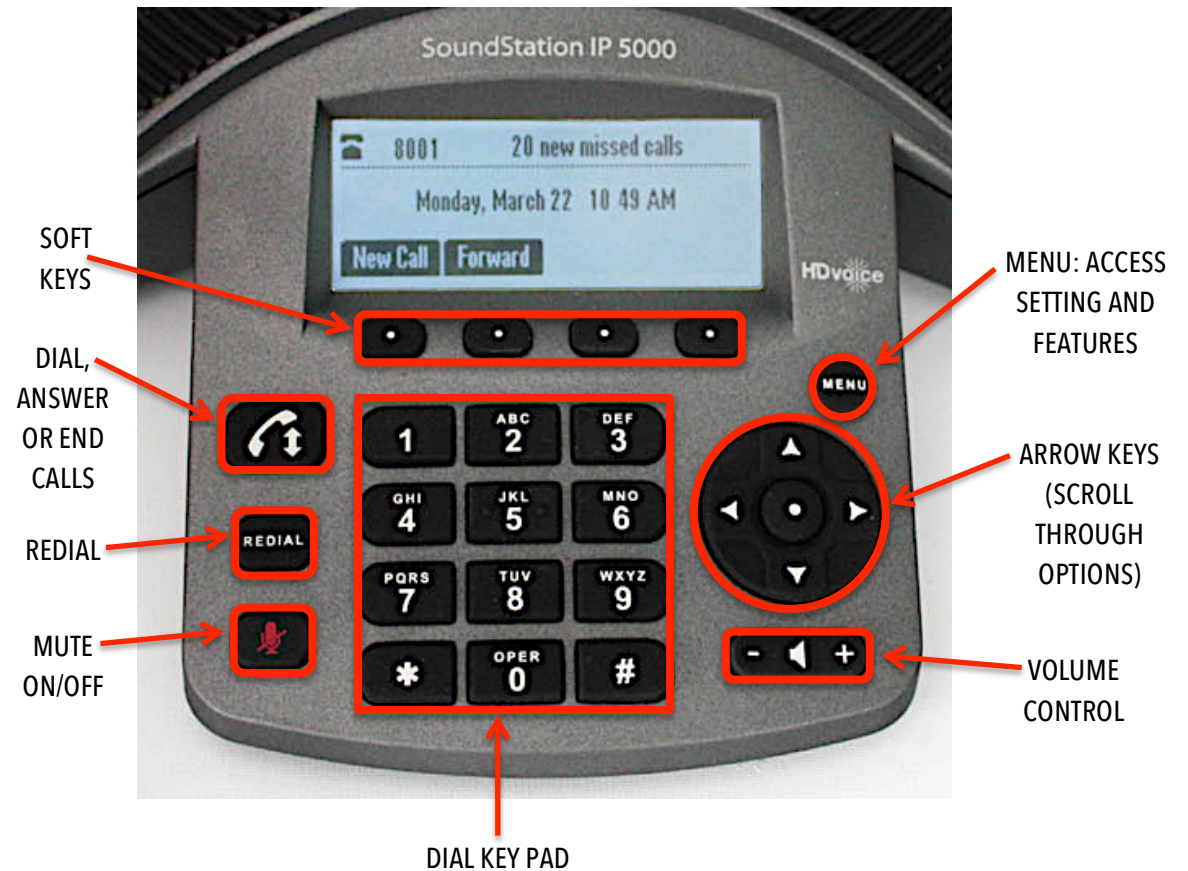 SoundStation IP 5000
8001 20 new missed calls
Monday, March 22 10 49 AM
New Call Forward
HDvoice
SOFT
KEYS
MENU: ACCESS
SETTING AND
FEATURES
DIAL,
ANSWER
OR END
CALLS
MENU
1
ABC
2
DEF
3
ARROW KEYS
(SCROLL
THROUGH
OPTIONS)
GHI
4
JKL
5
MNO
6
REDIAL
REDIAL
PQRS
7
TUV
8
WXYZ
9
MUTE
ON/OFF
*
OPER
0
#
- +
VOLUME
CONTROL
DIAL KEY PAD